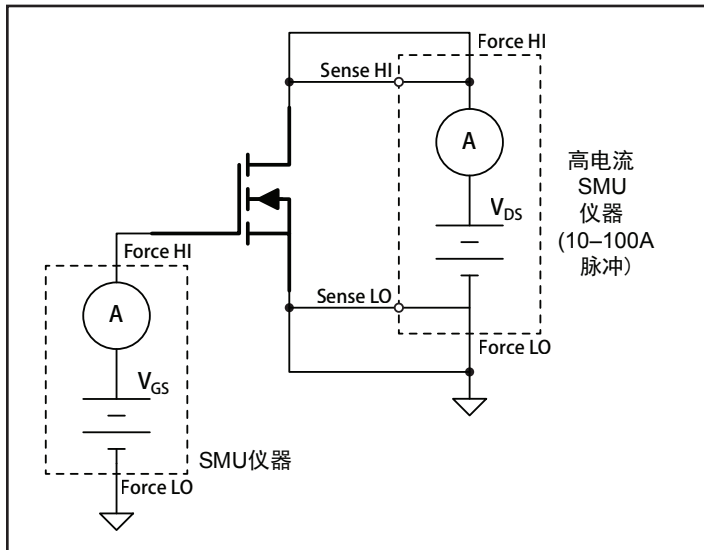 Force HI
Sense HI
A
高电流
SMU
仪器
(10–100A
脉冲)
VDS
Force HI
Sense LO
A
Force LO
VGS
SMU仪器
Force LO